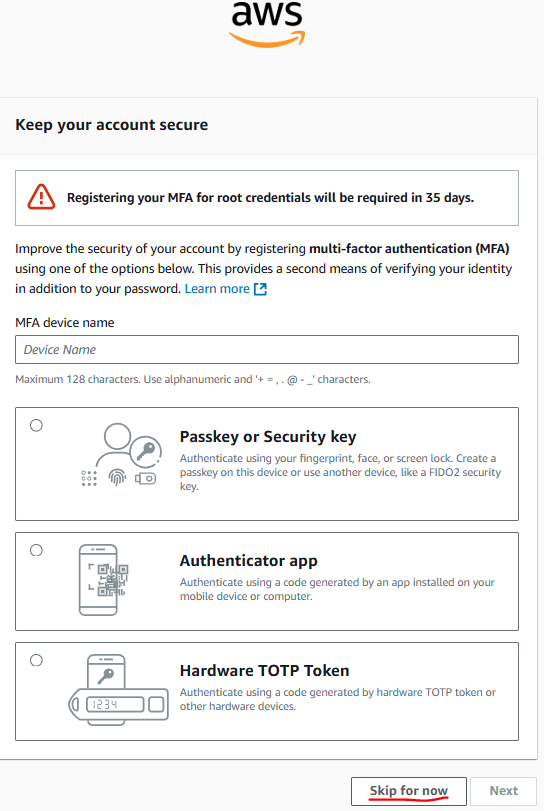 aws
Keep your account secure
Registering your MFA for root credentials will be required in 35 days.
Improve the security of your account by registering multi-factor authentication (MFA)
using one of the options below. This provides a second means of verifying your identity
in addition to your password. Learn more
MFA device name
Device Name
Maximum 128 characters. Use alphanumeric and '+ = , . @ - _' characters.
Passkey or Security key
Authenticate using your fingerprint, face, or screen lock. Create a
passkey on this device or use another device, like a FIDO2 security
key.
Authenticator app
Authenticate using a code generated by an app installed on your
mobile device or computer.
Hardware TOTP Token
1234
Authenticate using a code generated by hardware TOTP token or
other hardware devices.
Skip for now
Next